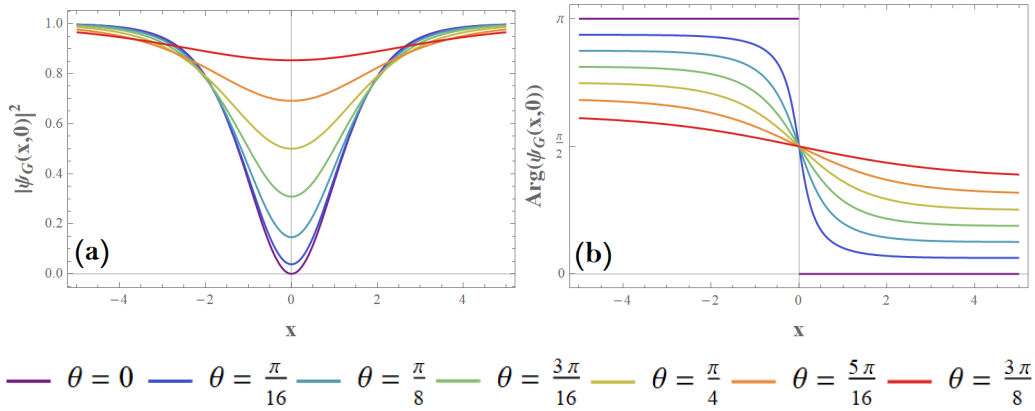 1.0
0.8
0.6
0.4
0.2
0.0
|ψ_G(x,0)|²
(a)
−4 −2 0 2 4
x
π
π/2
0
Arg(ψ_G(x,0))
(b)
−4 −2 0 2 4
x
θ = 0 θ = π/16 θ = π/8 θ = 3π/16 θ = π/4 θ = 5π/16 θ = 3π/8